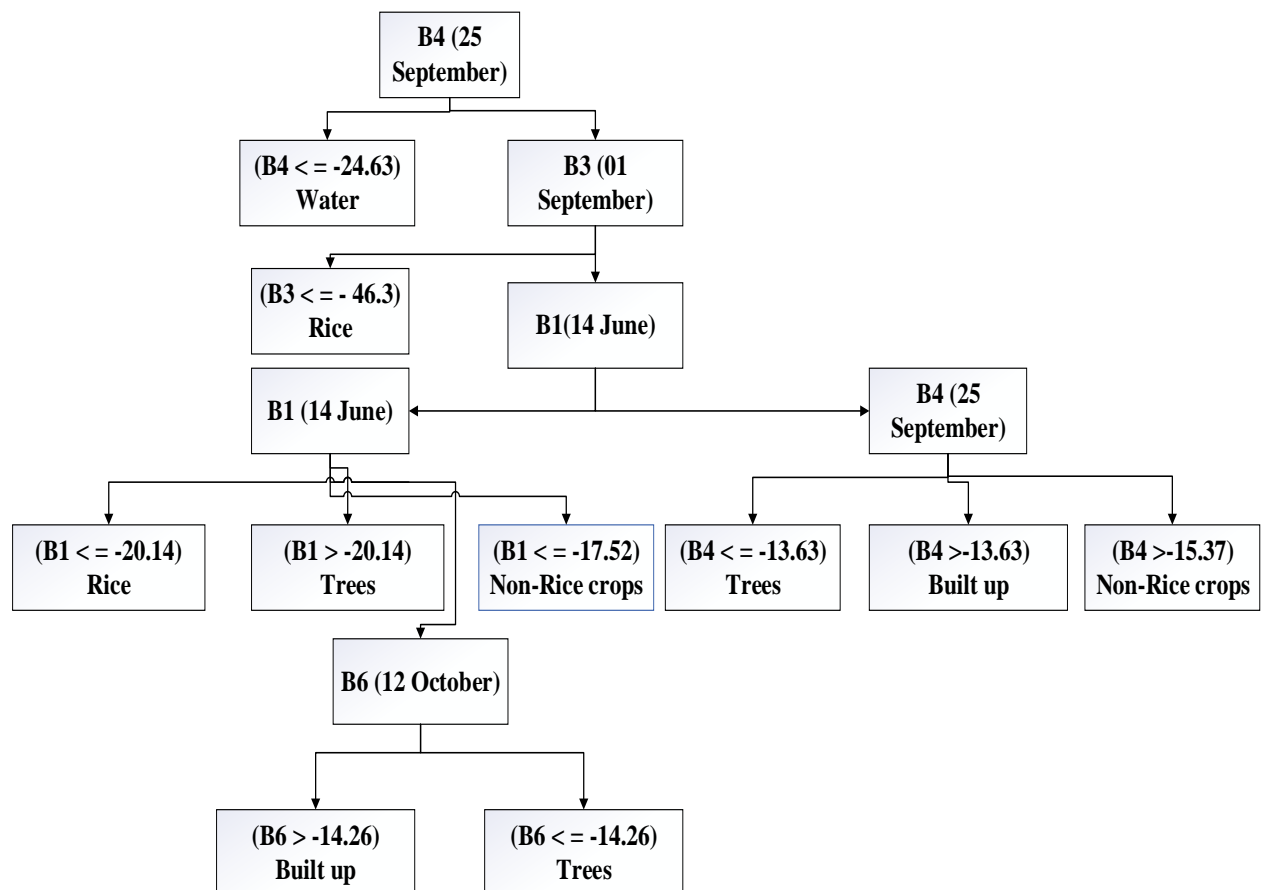 B4 (25
September)
(B4 < = -24.63)
Water
B3 (01
September)
(B3 < = - 46.3)
Rice
B1(14 June)
B1 (14 June)
B4 (25
September)
(B1 < = -20.14)
Rice
(B1 > -20.14)
Trees
(B1 < = -17.52)
Non-Rice crops
(B4 < = -13.63)
Trees
(B4 >-13.63)
Built up
(B4 >-15.37)
Non-Rice crops
B6 (12 October)
(B6 > -14.26)
Built up
(B6 < = -14.26)
Trees